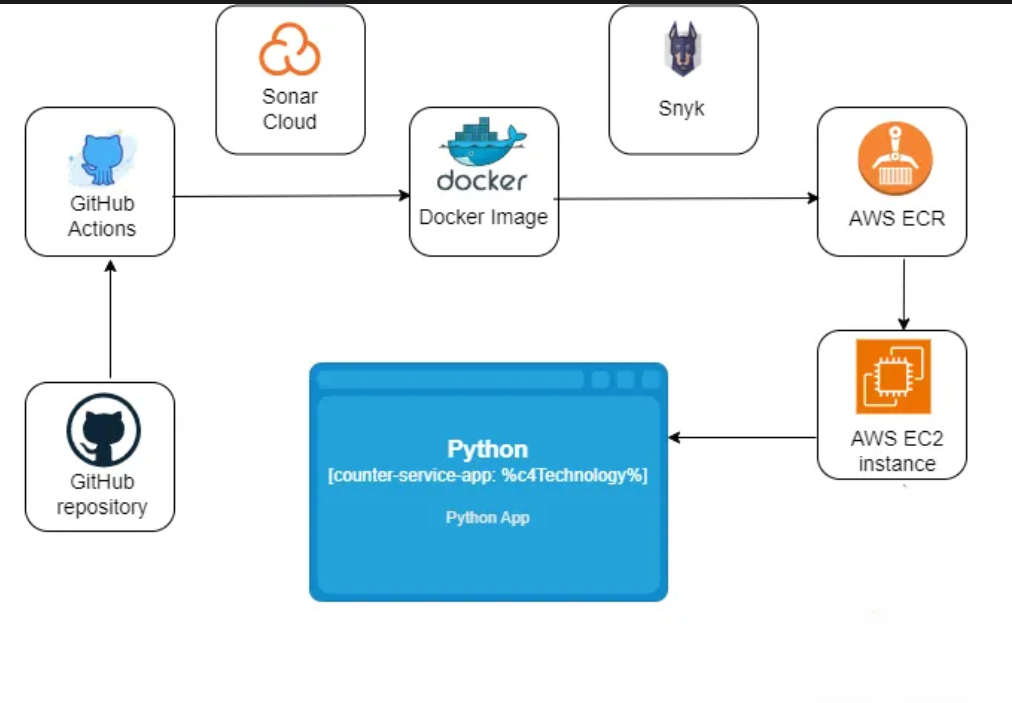 Sonar
Cloud
Snyk
GitHub
Actions
docker
Docker Image
AWS ECR
GitHub
repository
Python
[counter-service-app: %c4Technology%]
Python App
AWS EC2
instance